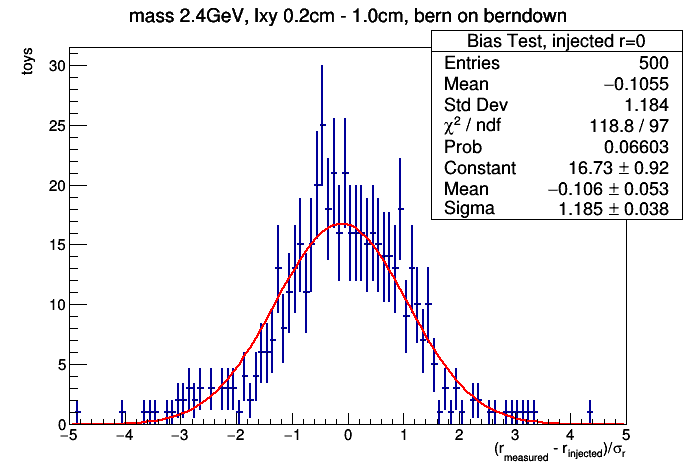 mass 2.4GeV, lxy 0.2cm - 1.0cm, bern on berndown
Bias Test, injected r=0
Entries 500
Mean −0.1055
Std Dev 1.184
χ² / ndf 118.8 / 97
Prob 0.06603
Constant 16.73 ± 0.92
Mean −0.106 ± 0.053
Sigma 1.185 ± 0.038
toys
30
25
20
15
10
5
0
−5 −4 −3 −2 −1 0 1 2 3 4 5
(r_measured - r_injected)/σ_r